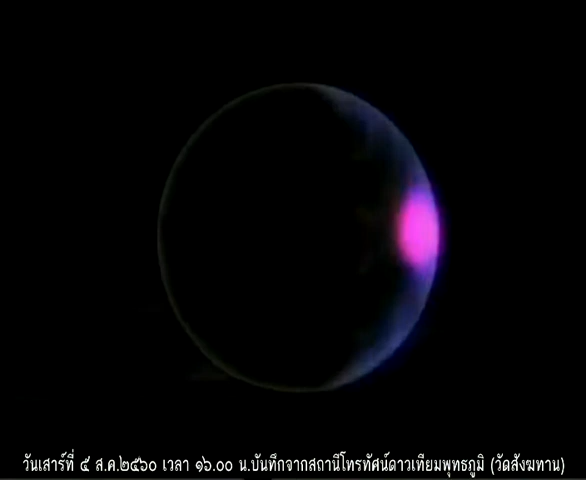 วันเสาร์ที่ ๕ ส.ค.๒๕๖๐ เวลา ๑๖.๐๐ น.บันทึกจากสถานีโทรทัศน์ดาวเทียมพุทธภูมิ (วัดสังฆทาน)